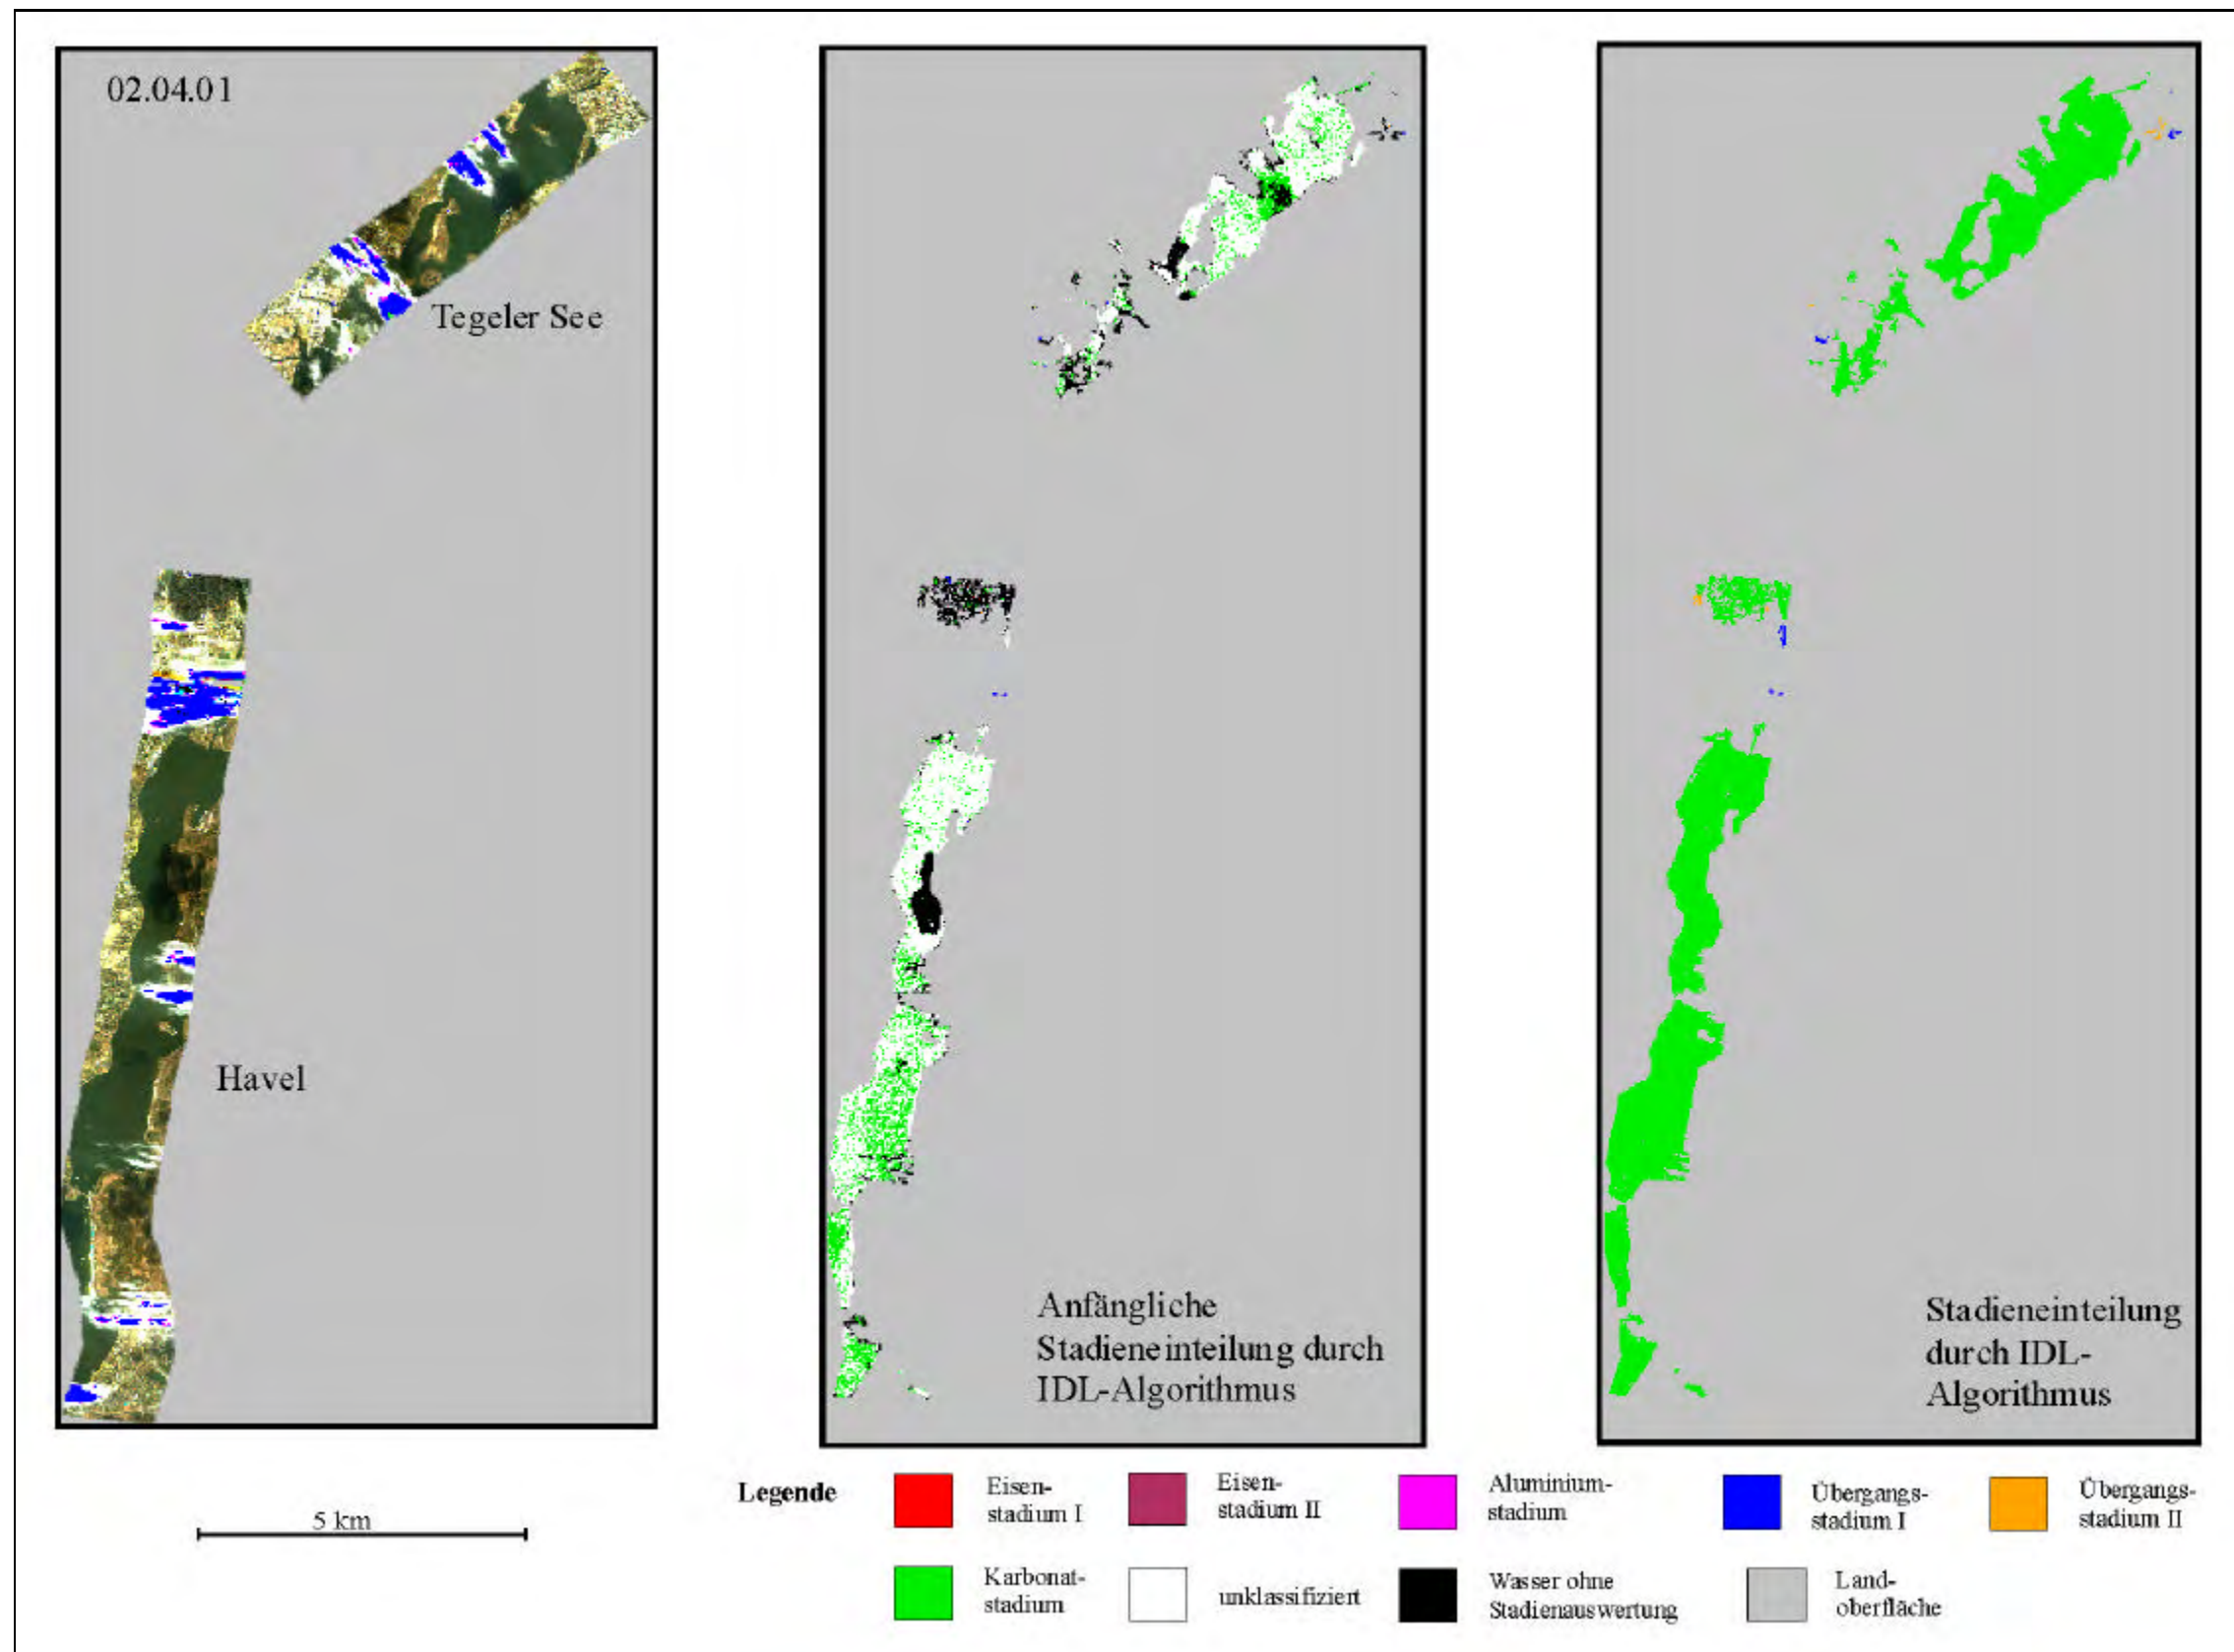 02.04.01
Tegeler See
Havel
5 km
Anfängliche
Stadieneinteilung durch
IDL-Algorithmus
Stadieneinteilung
durch IDL-
Algorithmus
Legende
Eisen-
stadium I
Eisen-
stadium II
Aluminium-
stadium
Übergangs-
stadium I
Übergangs-
stadium II
Karbonat-
stadium
unklassifiziert
Wasser ohne
Stadienauswertung
Land-
oberfläche